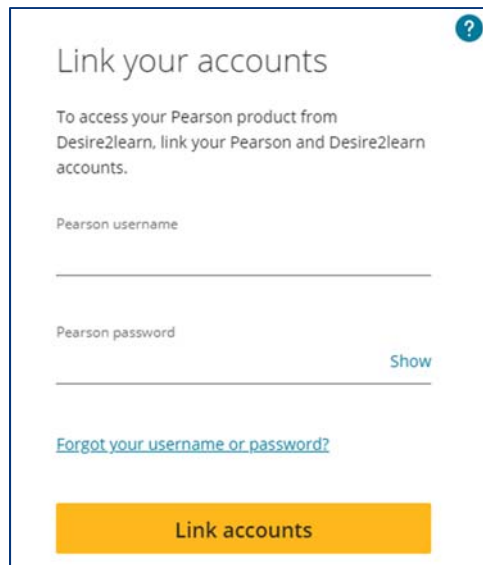 ?
Link your accounts
To access your Pearson product from
Desire2learn, link your Pearson and Desire2learn
accounts.
Pearson username
Pearson password
Show
Forgot your username or password?
Link accounts